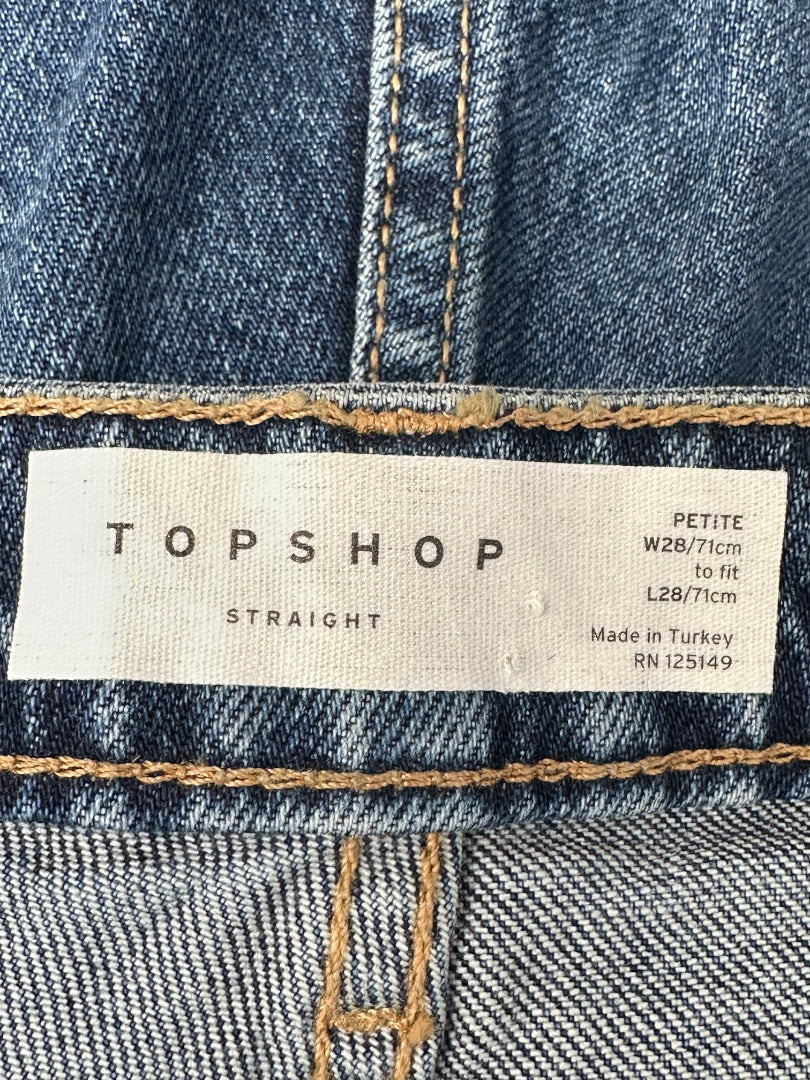 TOPSHOP
STRAIGHT
PETITE
W28/71cm
to fit
L28/71cm
Made in Turkey
RN 125149